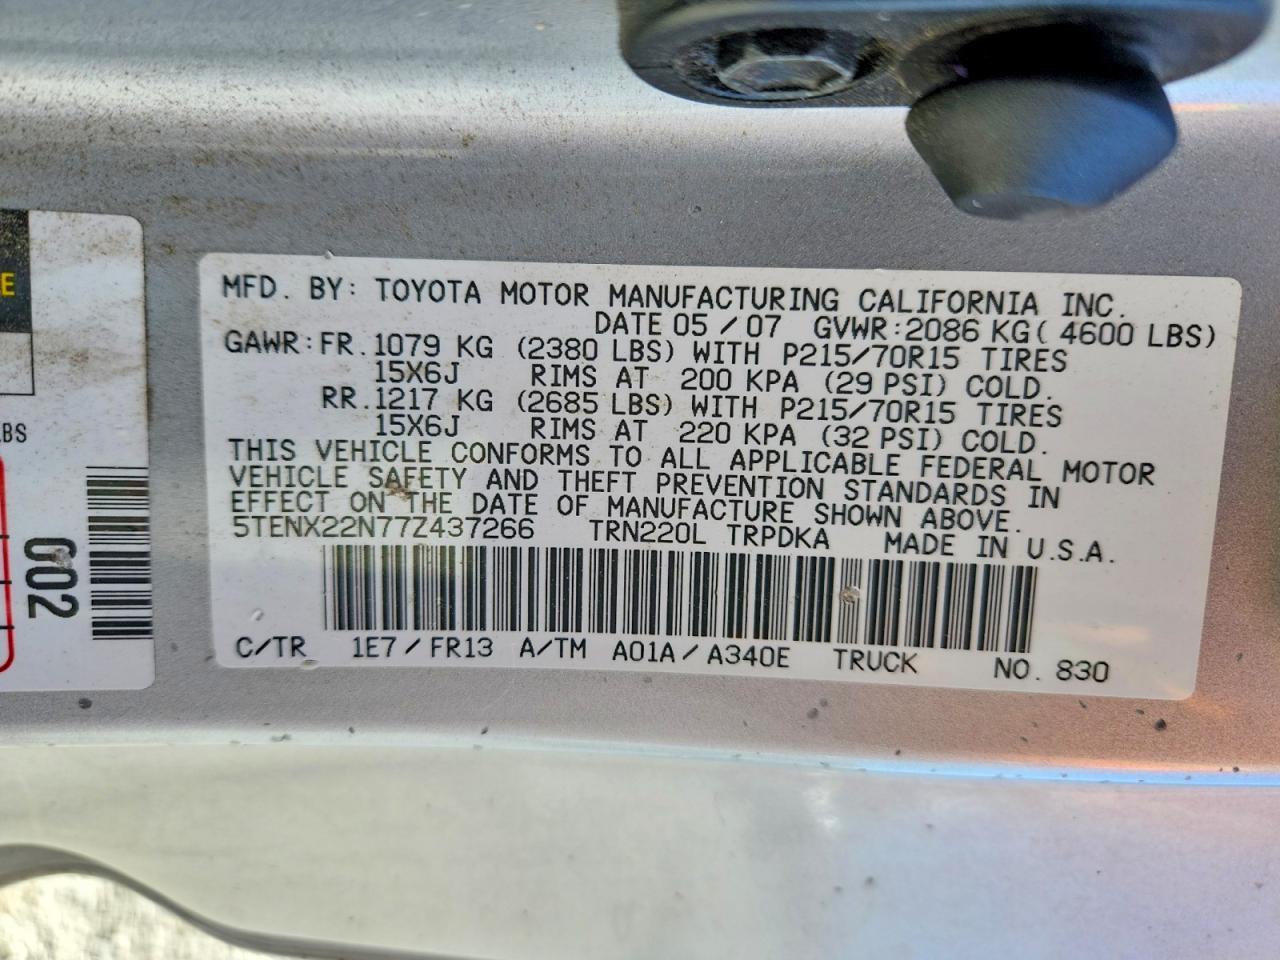 MFD. BY: TOYOTA MOTOR MANUFACTURING CALIFORNIA INC.
DATE 05/07 GVWR:2086 KG( 4600 LBS)
GAWR:FR.1079 KG (2380 LBS) WITH P215/70R15 TIRES
15X6J RIMS AT 200 KPA (29 PSI) COLD.
RR.1217 KG (2685 LBS) WITH P215/70R15 TIRES
15X6J RIMS AT 220 KPA (32 PSI) COLD.
THIS VEHICLE CONFORMS TO ALL APPLICABLE FEDERAL MOTOR
VEHICLE SAFETY AND THEFT PREVENTION STANDARDS IN
EFFECT ON THE DATE OF MANUFACTURE SHOWN ABOVE.
5TENX22N77Z437266 TRN220L TRPDKA MADE IN U.S.A.
C/TR 1E7/FR13 A/TM A01A/A340E TRUCK NO. 830
E
LBS
G02